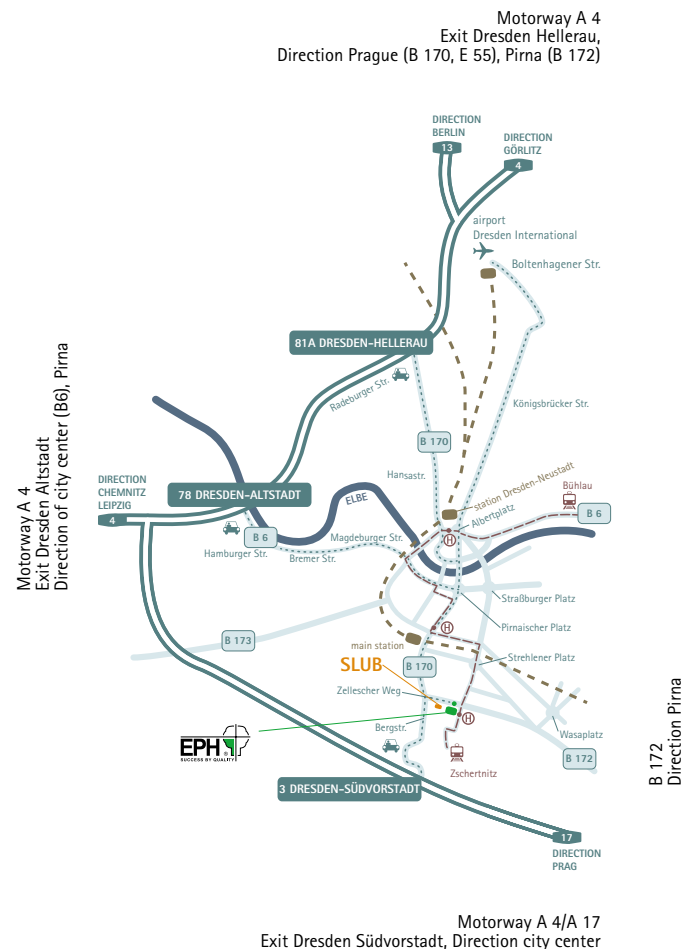 Motorway A 4
Exit Dresden Hellerau,
Direction Prague (B 170, E 55), Pirna (B 172)
DIRECTION
BERLIN
13
DIRECTION
GÖRLITZ
4
airport
Dresden International
Boltenhagener Str.
81A DRESDEN-HELLERAU
Radeburger Str.
Königsbrücker Str.
B 170
Motorway A 4
Exit Dresden Altstadt
Direction of city center (B6), Pirna
Hansastr.
station Dresden-Neustadt
Bühlau
DIRECTION
CHEMNITZ
LEIPZIG
4
78 DRESDEN-ALTSTADT
ELBE
Albertplatz
B 6
B 6
Hamburger Str.
Bremer Str.
Magdeburger Str.
H
Straßburger Platz
Pirnaischer Platz
H
B 173
main station
Strehlener Platz
SLUB
B 170
Zellescher Weg
H
Bergstr.
Wasaplatz
EPH
®
SUCCESS BY QUALITY
B 172
Zschertnitz
B 172
Direction Pirna
3 DRESDEN-SÜDVORSTADT
17
DIRECTION
PRAG
Motorway A 4/A 17
Exit Dresden Südvorstadt, Direction city center